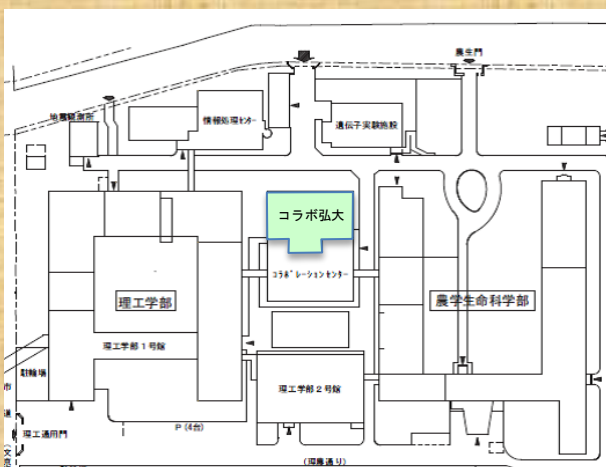 農生門
地震観測所
情報処理センター
遺伝子実験施設
コラボ弘大
コラボレーションセンター
理工学部
農学生命科学部
理工学部1号館
駐輪場
理工学部2号館
市
道
P (4台)
理工通用門
(理農通り)